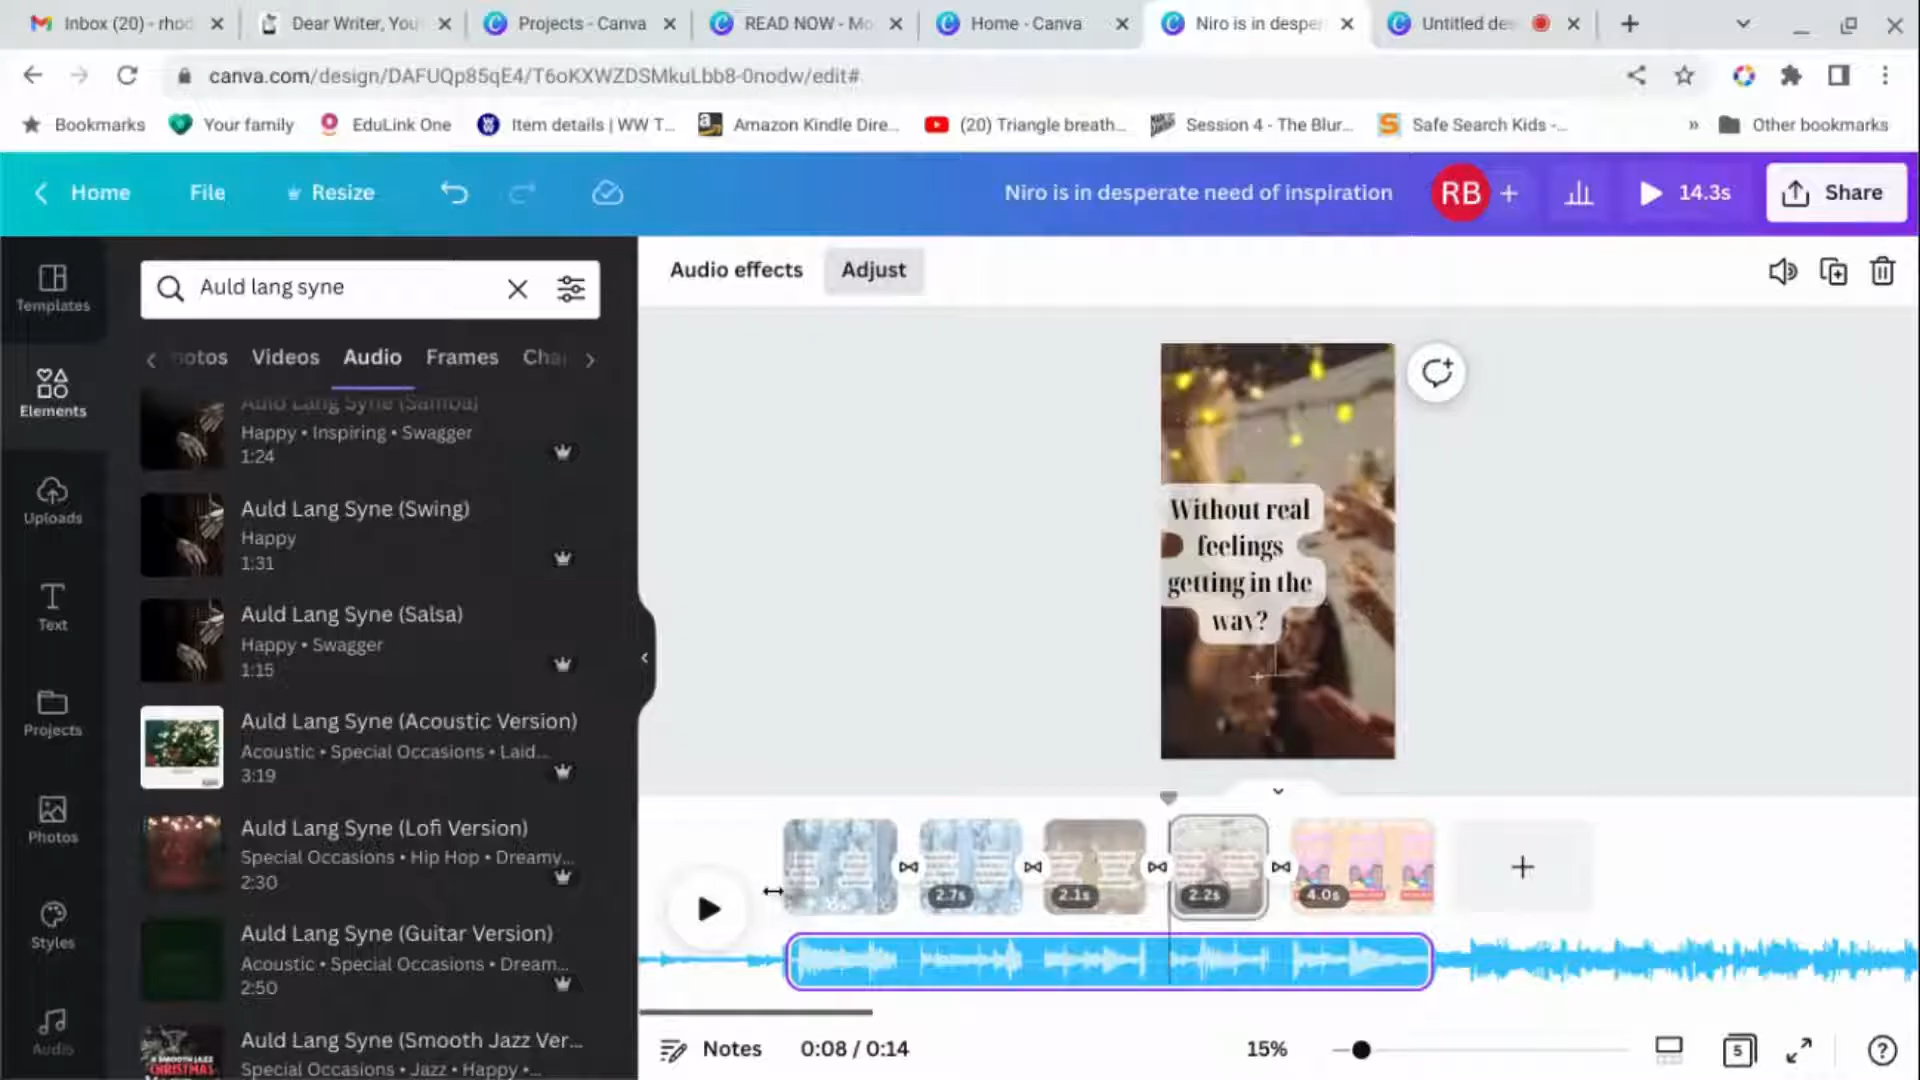 Inbox (20) - rhod
Dear Writer, You
Projects - Canva
READ NOW - Mo
Home - Canva
Niro is in desper
Untitled des
canva.com/design/DAFUQp85qE4/T6oKXWZDSMkuLbb8-0nodw/edit#
Bookmarks
Your family
EduLink One
Item details | WW T...
Amazon Kindle Dire...
(20) Triangle breath...
Session 4 - The Blur...
Safe Search Kids -...
»
Other bookmarks
Home
File
Resize
Niro is in desperate need of inspiration
RB
+
14.3s
Share
Templates
Elements
Uploads
Text
Projects
Photos
Styles
Audio
Auld lang syne
otos
Videos
Audio
Frames
Cha
Auld Lang Syne (Samba)
Happy • Inspiring • Swagger
1:24
Auld Lang Syne (Swing)
Happy
1:31
Auld Lang Syne (Salsa)
Happy • Swagger
1:15
Auld Lang Syne (Acoustic Version)
Acoustic • Special Occasions • Laid...
3:19
Auld Lang Syne (Lofi Version)
Special Occasions • Hip Hop • Dreamy...
2:30
Auld Lang Syne (Guitar Version)
Acoustic • Special Occasions • Dream...
2:50
Auld Lang Syne (Smooth Jazz Ver...
Special Occasions • Jazz • Happy •...
Audio effects
Adjust
Without real
feelings
getting in the
way?
2.7s
2.1s
2.2s
4.0s
Notes
0:08 / 0:14
15%
5